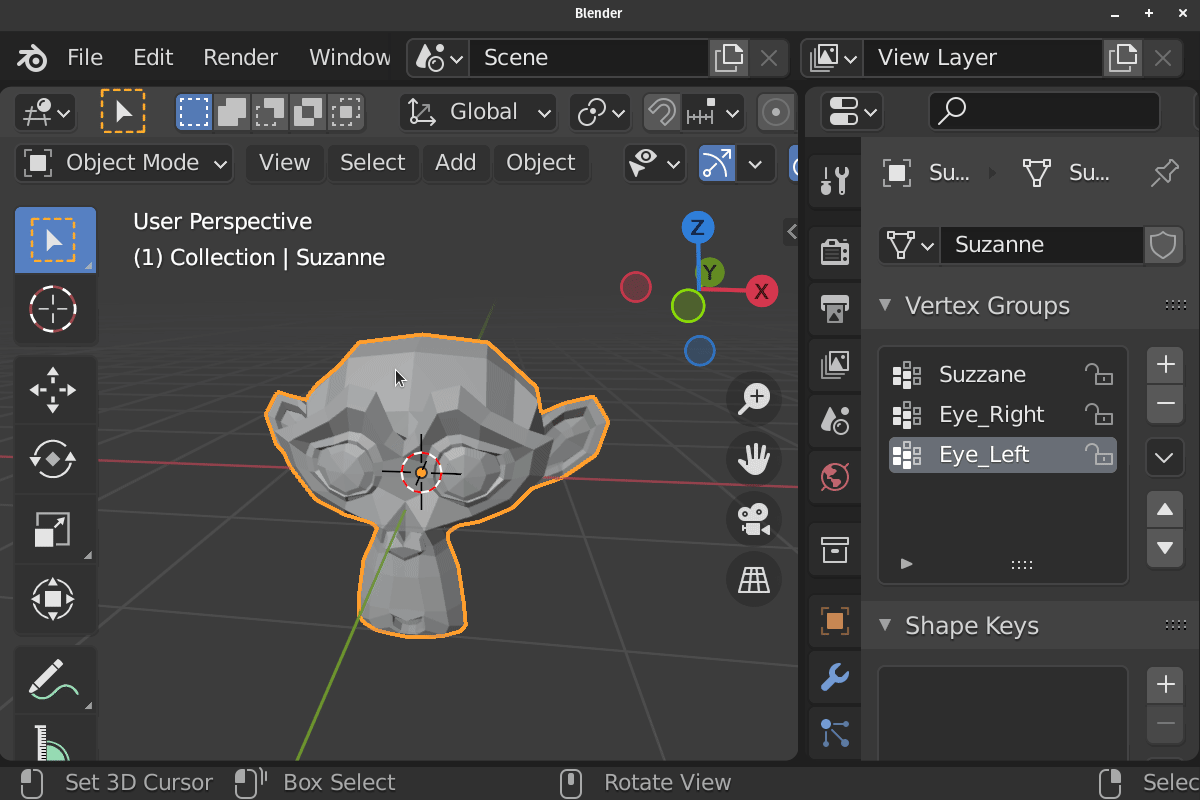 Blender
File Edit Render Window Scene View Layer
Global
Object Mode View Select Add Object
Su... Su...
User Perspective
(1) Collection | Suzanne
Z
Y
X
Suzanne
Vertex Groups
Suzzane
Eye_Right
Eye_Left
Shape Keys
Set 3D Cursor Box Select Rotate View Selec